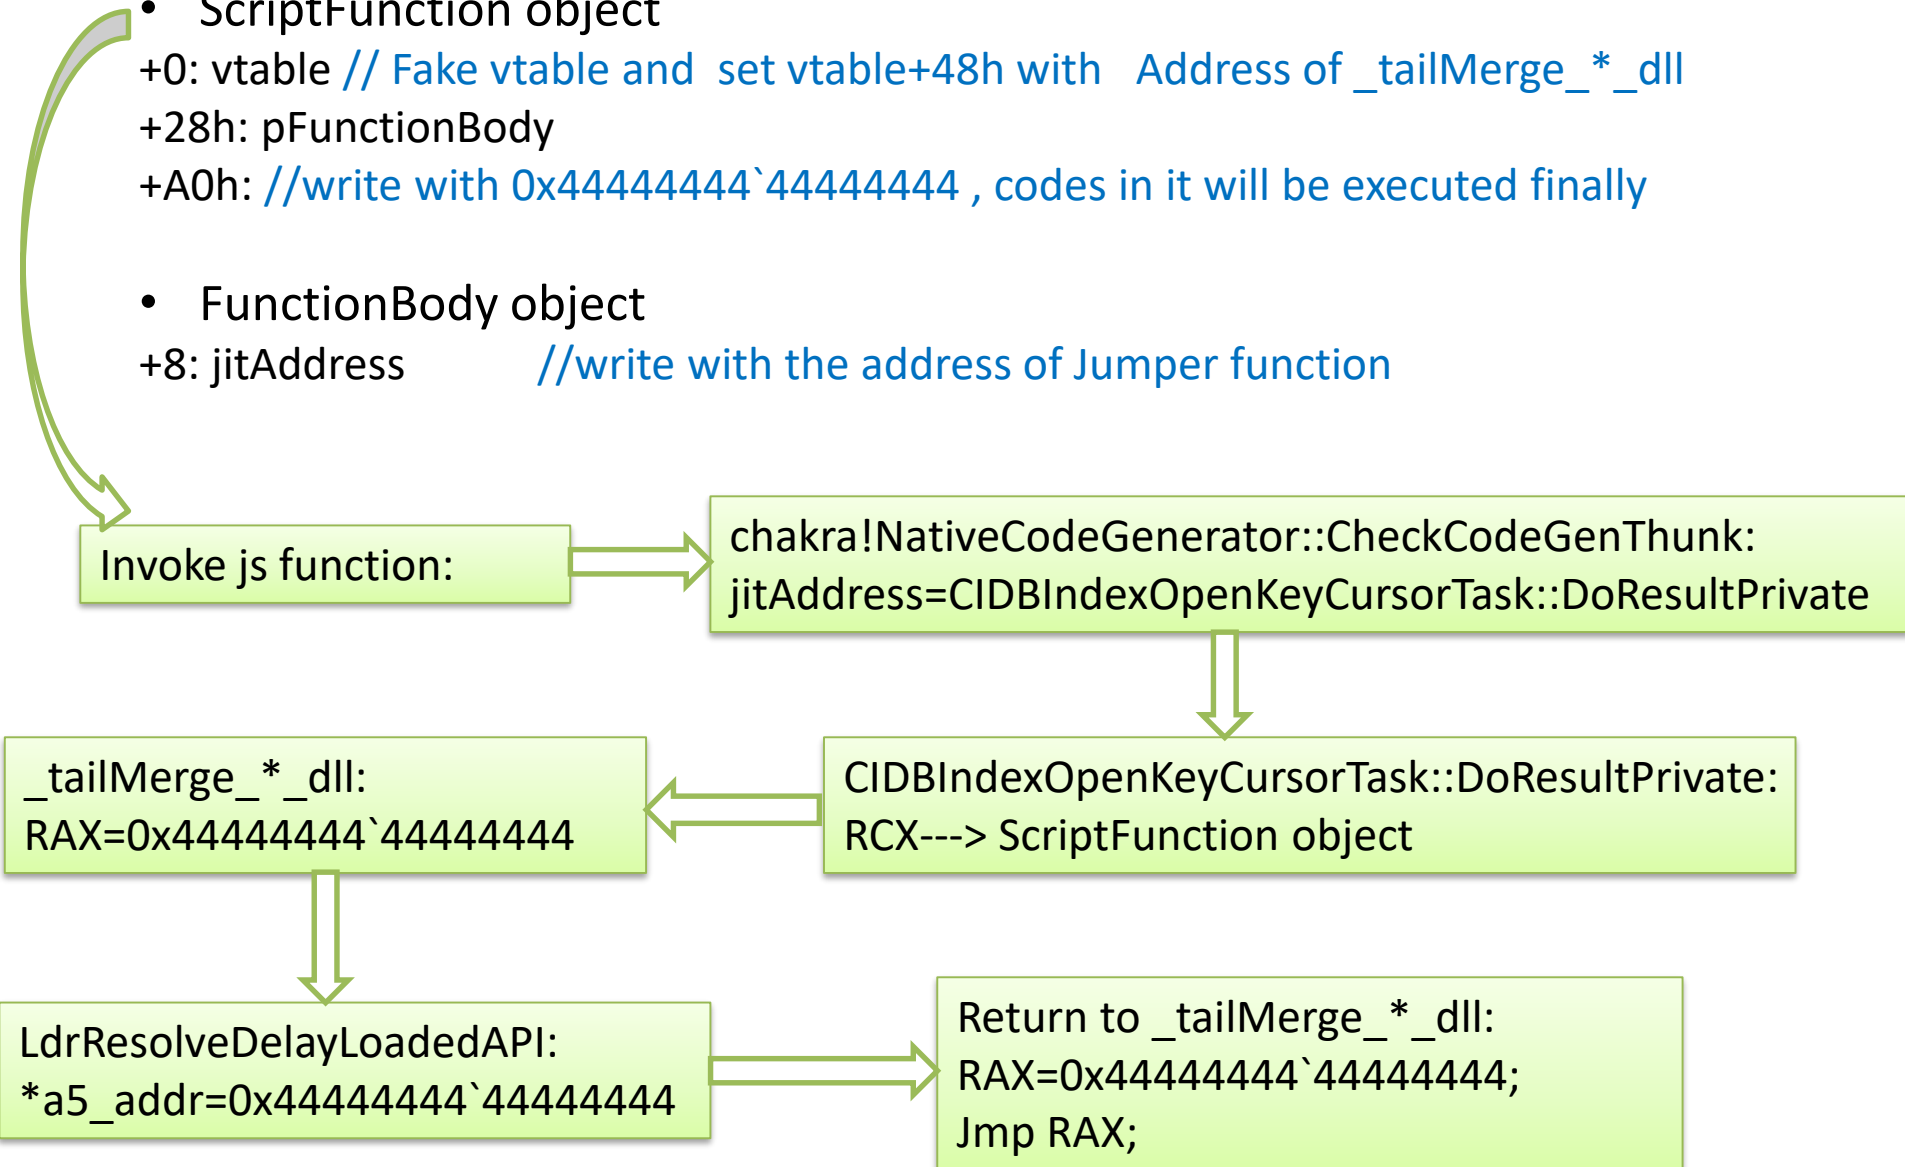 • ScriptFunction object
+0: vtable // Fake vtable and set vtable+48h with Address of _tailMerge_*_dll
+28h: pFunctionBody
+A0h: //write with 0x44444444`44444444 , codes in it will be executed finally
• FunctionBody object
+8: jitAddress //write with the address of Jumper function
Invoke js function:
chakra!NativeCodeGenerator::CheckCodeGenThunk:
jitAddress=CIDBIndexOpenKeyCursorTask::DoResultPrivate
CIDBIndexOpenKeyCursorTask::DoResultPrivate:
RCX---> ScriptFunction object
_tailMerge_*_dll:
RAX=0x44444444`44444444
LdrResolveDelayLoadedAPI:
*a5_addr=0x44444444`44444444
Return to _tailMerge_*_dll:
RAX=0x44444444`44444444;
Jmp RAX;